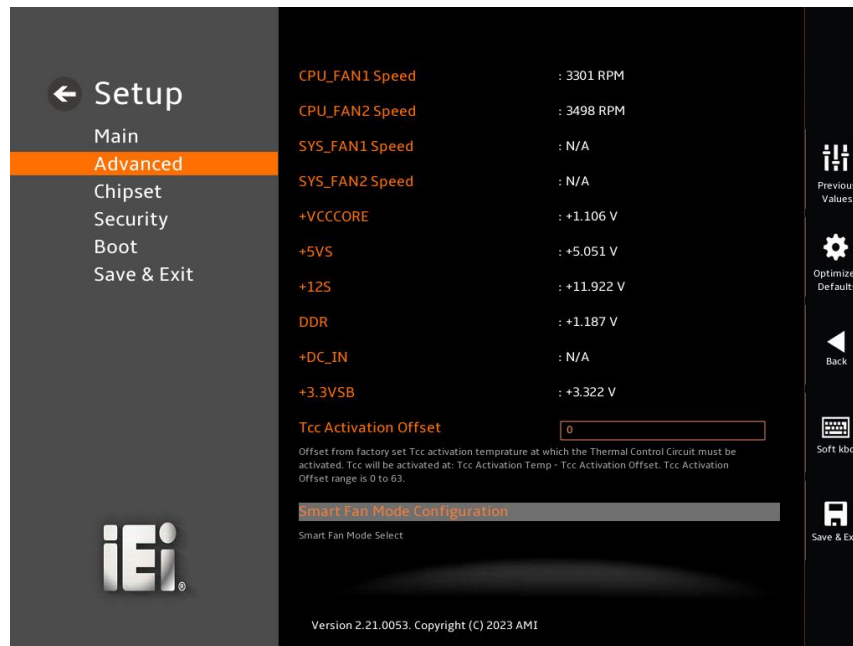 Setup
Main
Advanced
Chipset
Security
Boot
Save & Exit
CPU_FAN1 Speed : 3301 RPM
CPU_FAN2 Speed : 3498 RPM
SYS_FAN1 Speed : N/A
SYS_FAN2 Speed : N/A
+VCCCORE : +1.106 V
+5VS : +5.051 V
+12S : +11.922 V
DDR : +1.187 V
+DC_IN : N/A
+3.3VSB : +3.322 V
Tcc Activation Offset 0
Offset from factory set Tcc activation temprature at which the Thermal Control Circuit must be
activated. Tcc will be activated at: Tcc Activation Temp - Tcc Activation Offset. Tcc Activation
Offset range is 0 to 63.
Smart Fan Mode Configuration
Smart Fan Mode Select
Version 2.21.0053. Copyright (C) 2023 AMI
iEi®
Previou
Values
Optimize
Default
Back
Soft kbd
Save & Ex